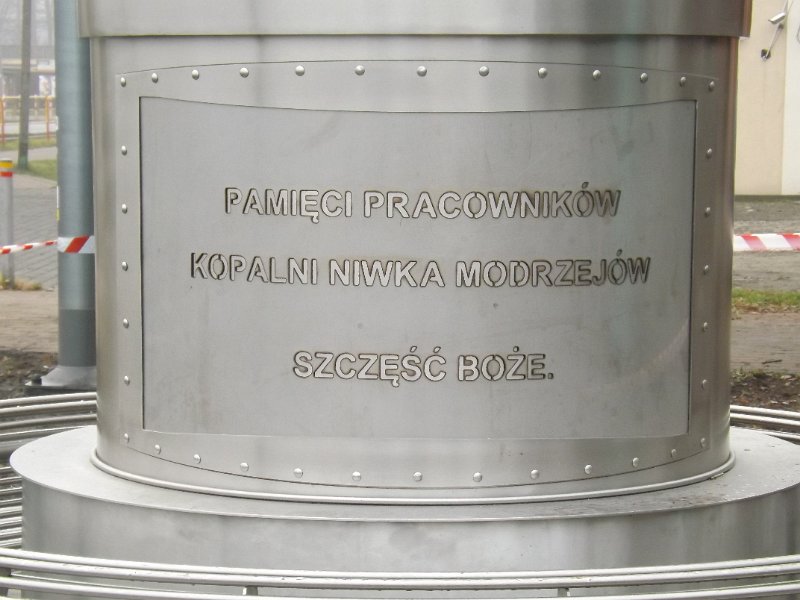 PAMIĘCI PRACOWNIKÓW
KOPALNI NIWKA MODRZEJÓW
SZCZĘŚĆ BOŻE.